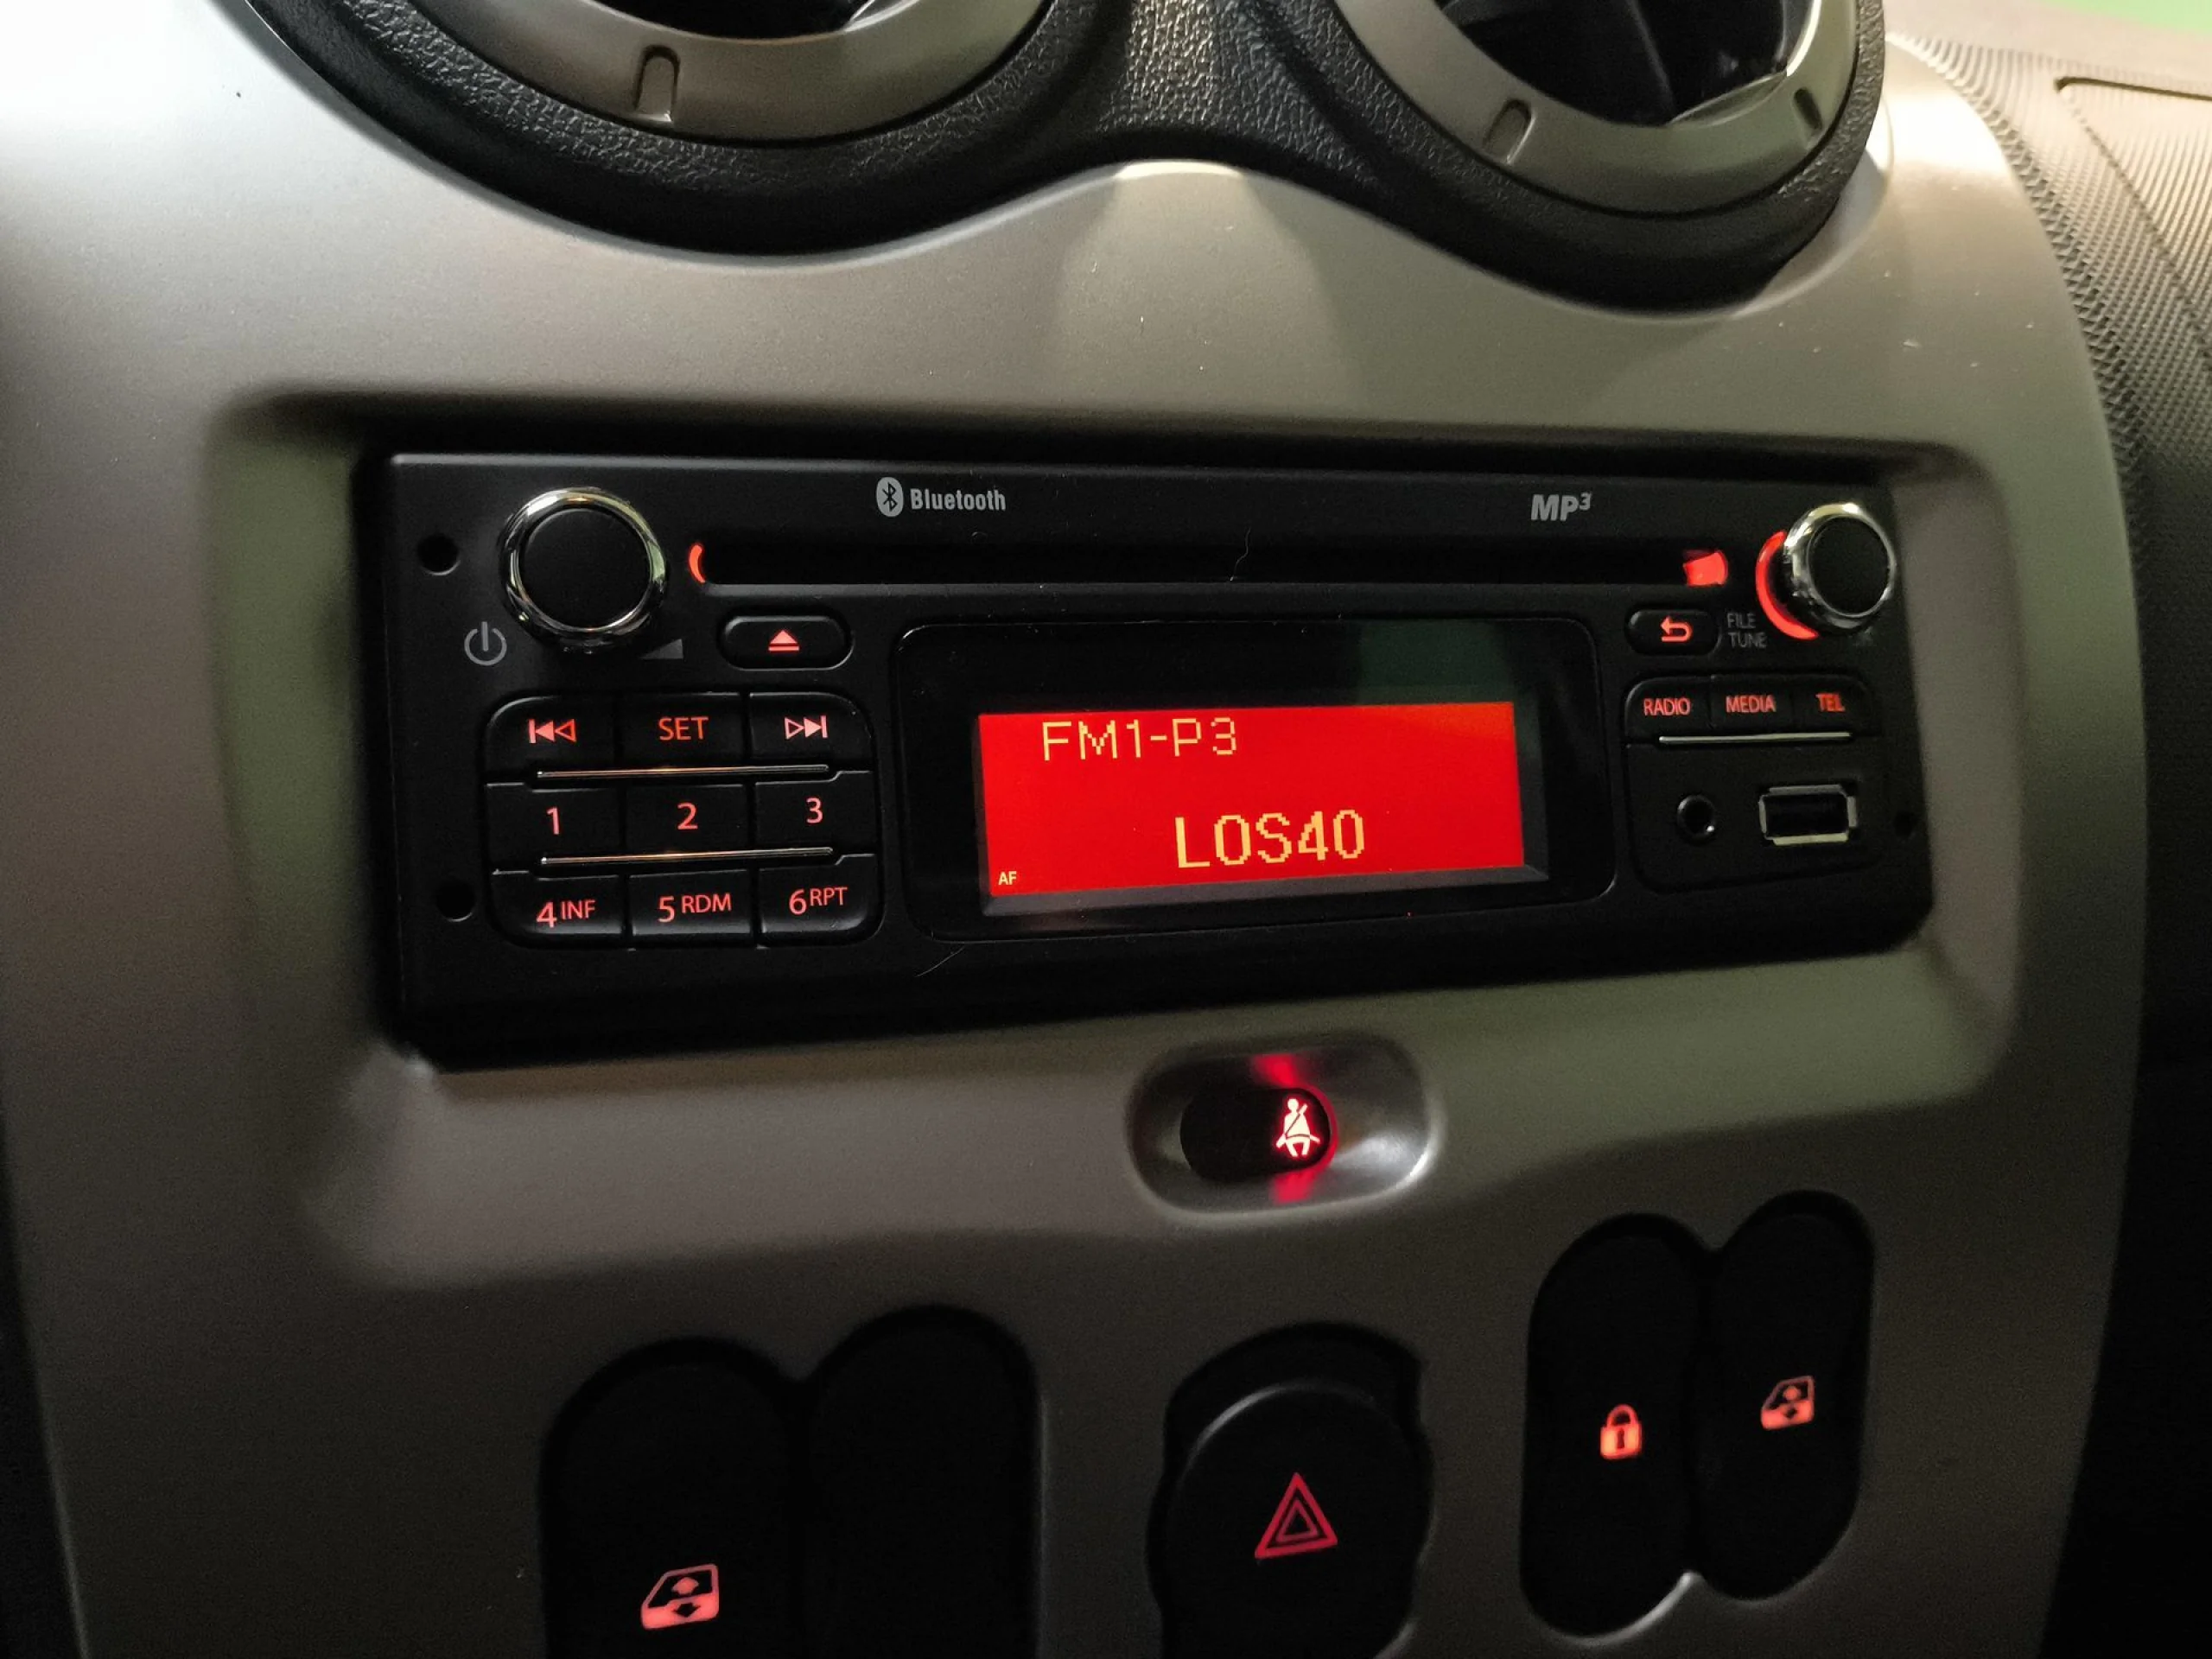 Bluetooth
MP3
FILE
TUNE
SET
RADIO MEDIA TEL
FM1-P3
1 2 3
LOS40
AF
4 INF 5 RDM 6 RPT